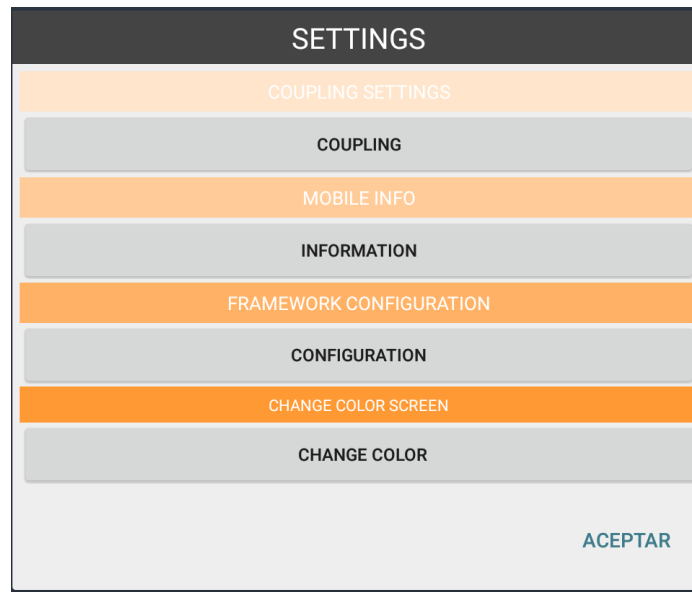 SETTINGS
COUPLING SETTINGS
COUPLING
MOBILE INFO
INFORMATION
FRAMEWORK CONFIGURATION
CONFIGURATION
CHANGE COLOR SCREEN
CHANGE COLOR
ACEPTAR